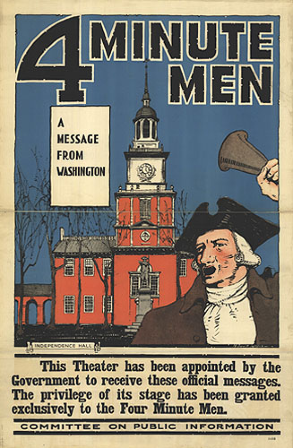 4 MINUTE
MEN
A
MESSAGE
FROM
WASHINGTON
INDEPENDENCE HALL
This Theater has been appointed by the
Government to receive these official messages.
The privilege of its stage has been granted
exclusively to the Four Minute Men.
COMMITTEE ON PUBLIC INFORMATION